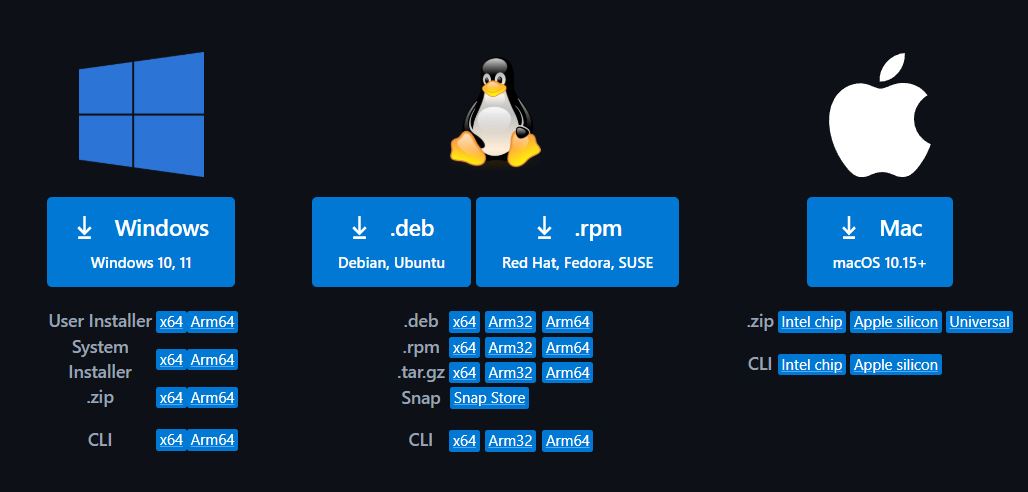 Windows
Windows 10, 11
User Installer x64 Arm64
System
Installer
x64 Arm64
.zip x64 Arm64
CLI x64 Arm64
.deb
Debian, Ubuntu
.rpm
Red Hat, Fedora, SUSE
.deb x64 Arm32 Arm64
.rpm x64 Arm32 Arm64
.tar.gz x64 Arm32 Arm64
Snap Snap Store
CLI x64 Arm32 Arm64
Mac
macOS 10.15+
.zip Intel chip Apple silicon Universal
CLI Intel chip Apple silicon